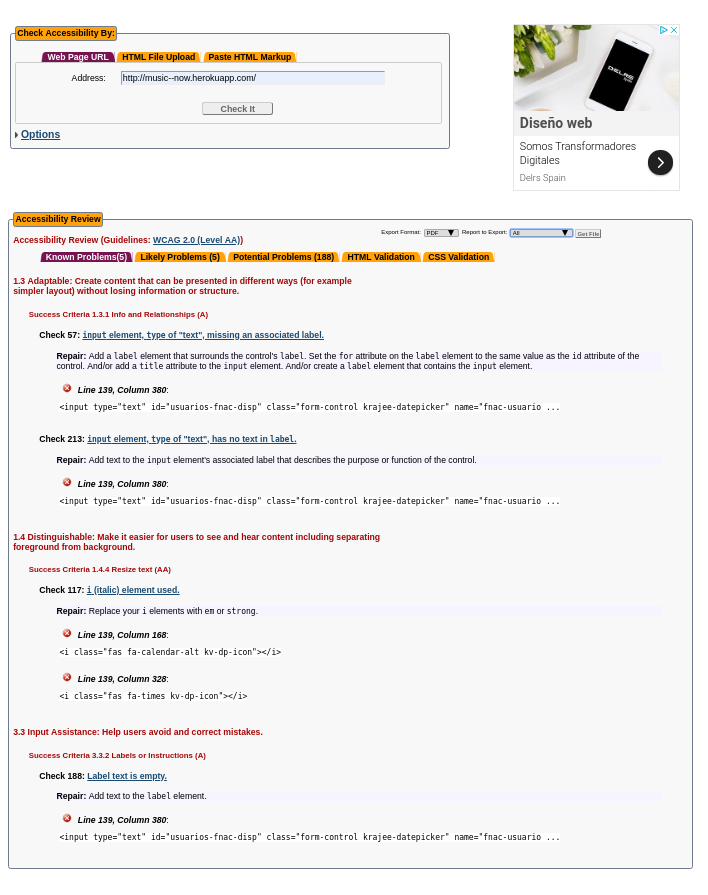 Check Accessibility By:
Web Page URL HTML File Upload Paste HTML Markup
Address: http://music--now.herokuapp.com/
Check It
Options
DELRS
Diseño web
Somos Transformadores
Digitales
Delrs Spain
Accessibility Review
Accessibility Review (Guidelines: WCAG 2.0 (Level AA))
Export Format: PDF Report to Export: All Get File
Known Problems(5) Likely Problems (5) Potential Problems (188) HTML Validation CSS Validation
1.3 Adaptable: Create content that can be presented in different ways (for example
simpler layout) without losing information or structure.
Success Criteria 1.3.1 Info and Relationships (A)
Check 57: input element, type of "text", missing an associated label.
Repair: Add a label element that surrounds the control's label. Set the for attribute on the label element to the same value as the id attribute of the
control. And/or add a title attribute to the input element. And/or create a label element that contains the input element.
Line 139, Column 380:
<input type="text" id="usuarios-fnac-disp" class="form-control krajee-datepicker" name="fnac-usuario ...
Check 213: input element, type of "text", has no text in label.
Repair: Add text to the input element's associated label that describes the purpose or function of the control.
Line 139, Column 380:
<input type="text" id="usuarios-fnac-disp" class="form-control krajee-datepicker" name="fnac-usuario ...
1.4 Distinguishable: Make it easier for users to see and hear content including separating
foreground from background.
Success Criteria 1.4.4 Resize text (AA)
Check 117: i (italic) element used.
Repair: Replace your i elements with em or strong.
Line 139, Column 168:
<i class="fas fa-calendar-alt kv-dp-icon"></i>
Line 139, Column 328:
<i class="fas fa-times kv-dp-icon"></i>
3.3 Input Assistance: Help users avoid and correct mistakes.
Success Criteria 3.3.2 Labels or Instructions (A)
Check 188: Label text is empty.
Repair: Add text to the label element.
Line 139, Column 380:
<input type="text" id="usuarios-fnac-disp" class="form-control krajee-datepicker" name="fnac-usuario ...